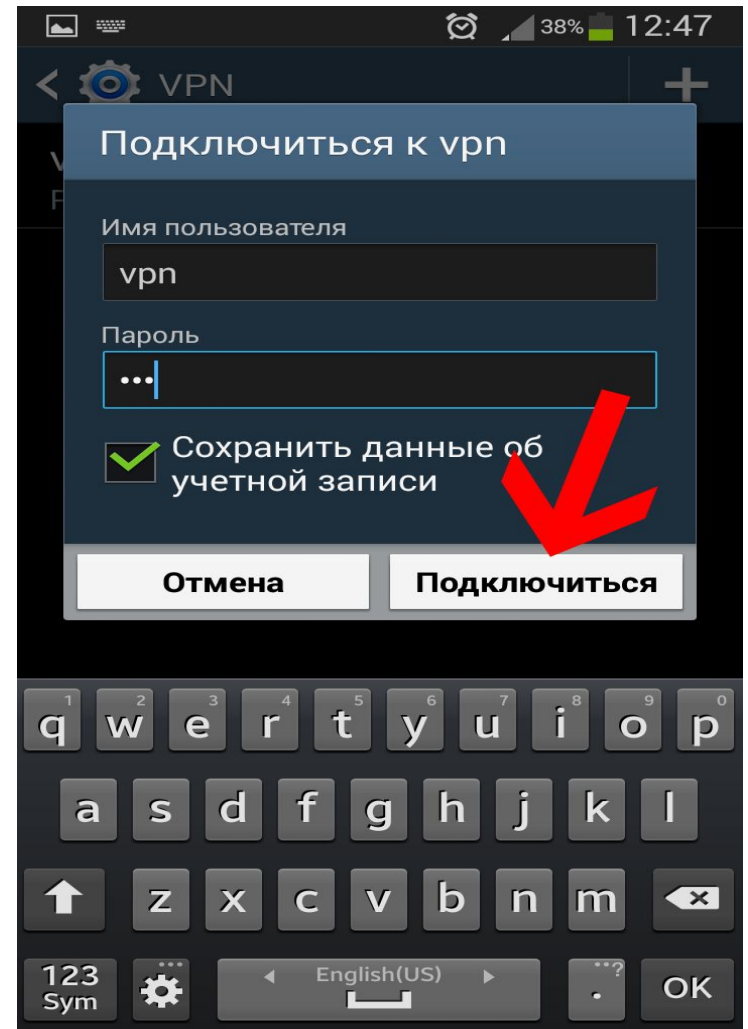 38% 12:47
VPN
Подключиться к vpn
Имя пользователя
vpn
Пароль
•••
Сохранить данные об
учетной записи
Отмена Подключиться
1 2 3 4 5 6 7 8 9 0
q w e r t y u i o p
a s d f g h j k l
z x c v b n m
123 English(US) ...? OK
Sym .